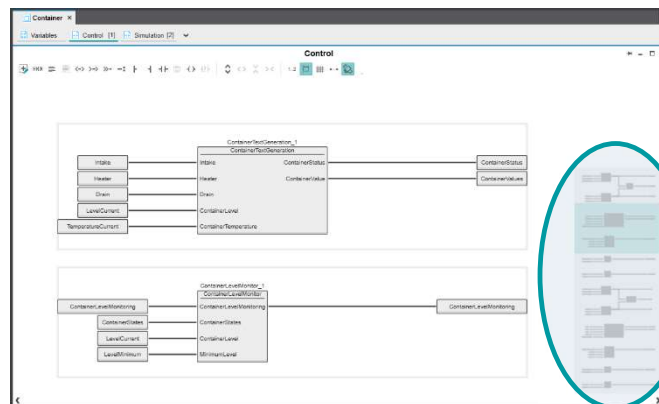 Container ×
Variables Control [1] Simulation [2]
Control
ContainerTextGeneration_1
ContainerTextGeneration
Intake Intake ContainerStatus ContainerStatus
Heater Heater ContainerValue ContainerValues
Drain Drain
LevelCurrent ContainerLevel
TemperatureCurrent ContainerTemperature
ContainerLevelMonitor_1
ContainerLevelMonitor
ContainerLevelMonitoring ContainerLevelMonitoring ContainerLevelMonitoring
ContainerStates ContainerStates
LevelCurrent ContainerLevel
LevelMinimum MinimumLevel